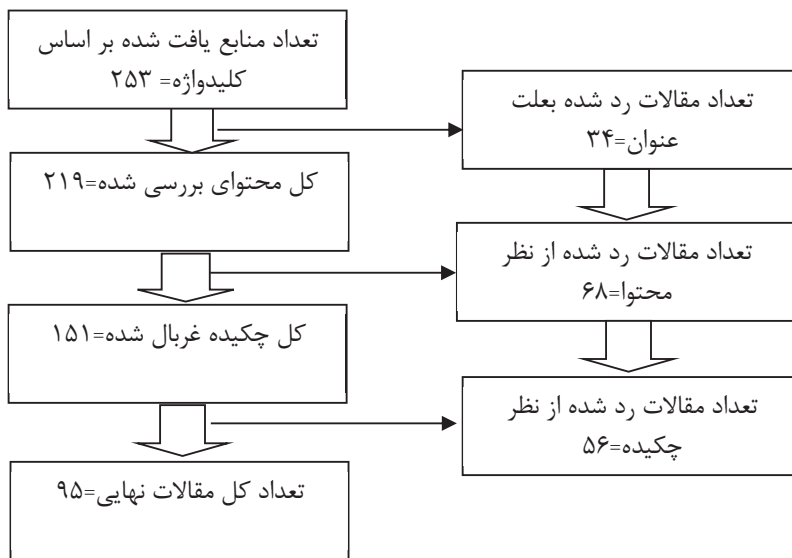 تعداد منابع یافت شده بر اساس
کلیدواژه= ۲۵۳
تعداد مقالات رد شده بعلت
عنوان=۳۴
کل محتوای بررسی شده=۲۱۹
تعداد مقالات رد شده از نظر
محتوا=۶۸
کل چکیده غربال شده=۱۵۱
تعداد مقالات رد شده از نظر
چکیده=۵۶
تعداد کل مقالات نهایی=۹۵